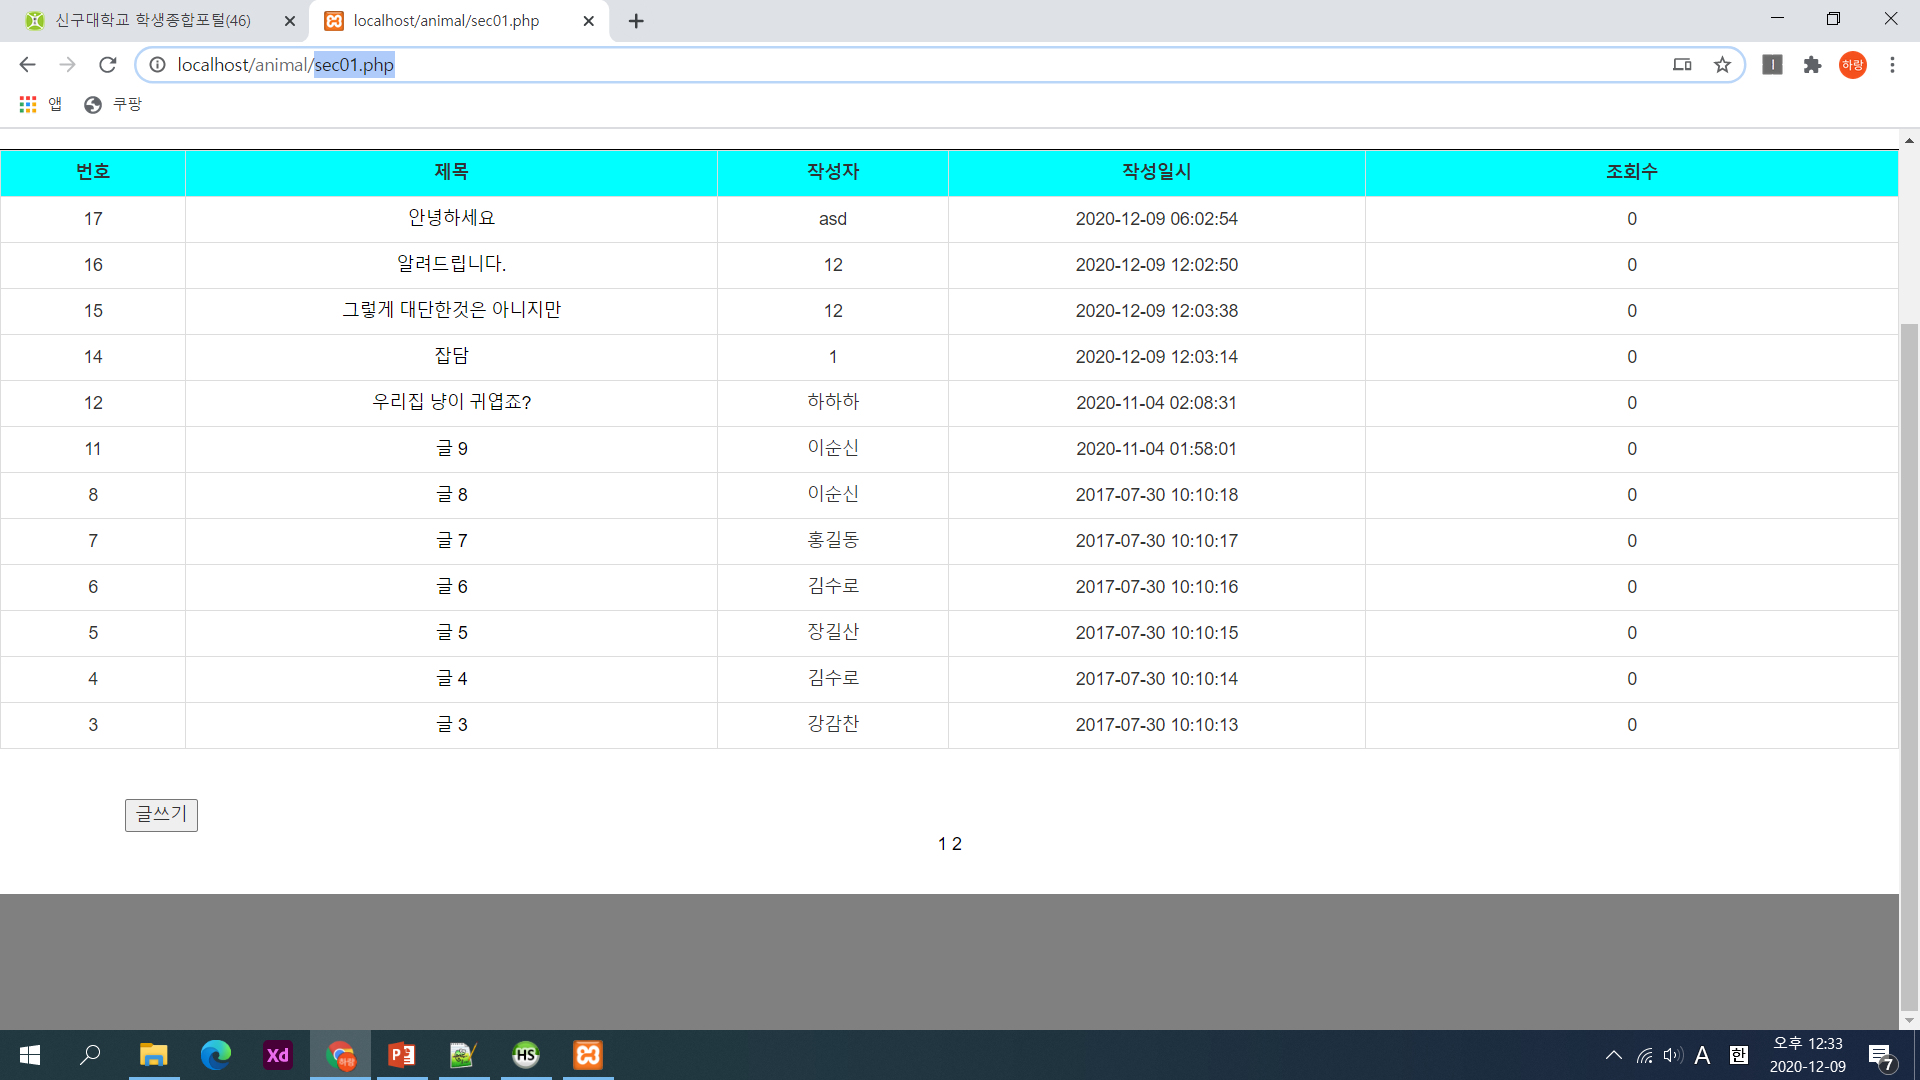 신구대학교 학생종합포털(46)
localhost/animal/sec01.php
localhost/animal/sec01.php
하랑
앱 쿠팡
번호 제목 작성자 작성일시 조회수
17 안녕하세요 asd 2020-12-09 06:02:54 0
16 알려드립니다. 12 2020-12-09 12:02:50 0
15 그렇게 대단한것은 아니지만 12 2020-12-09 12:03:38 0
14 잡담 1 2020-12-09 12:03:14 0
12 우리집 냥이 귀엽죠? 하하하 2020-11-04 02:08:31 0
11 글 9 이순신 2020-11-04 01:58:01 0
8 글 8 이순신 2017-07-30 10:10:18 0
7 글 7 홍길동 2017-07-30 10:10:17 0
6 글 6 김수로 2017-07-30 10:10:16 0
5 글 5 장길산 2017-07-30 10:10:15 0
4 글 4 김수로 2017-07-30 10:10:14 0
3 글 3 강감찬 2017-07-30 10:10:13 0
글쓰기
1 2
Xd
하랑
HS
A 한
오후 12:33
2020-12-09
7